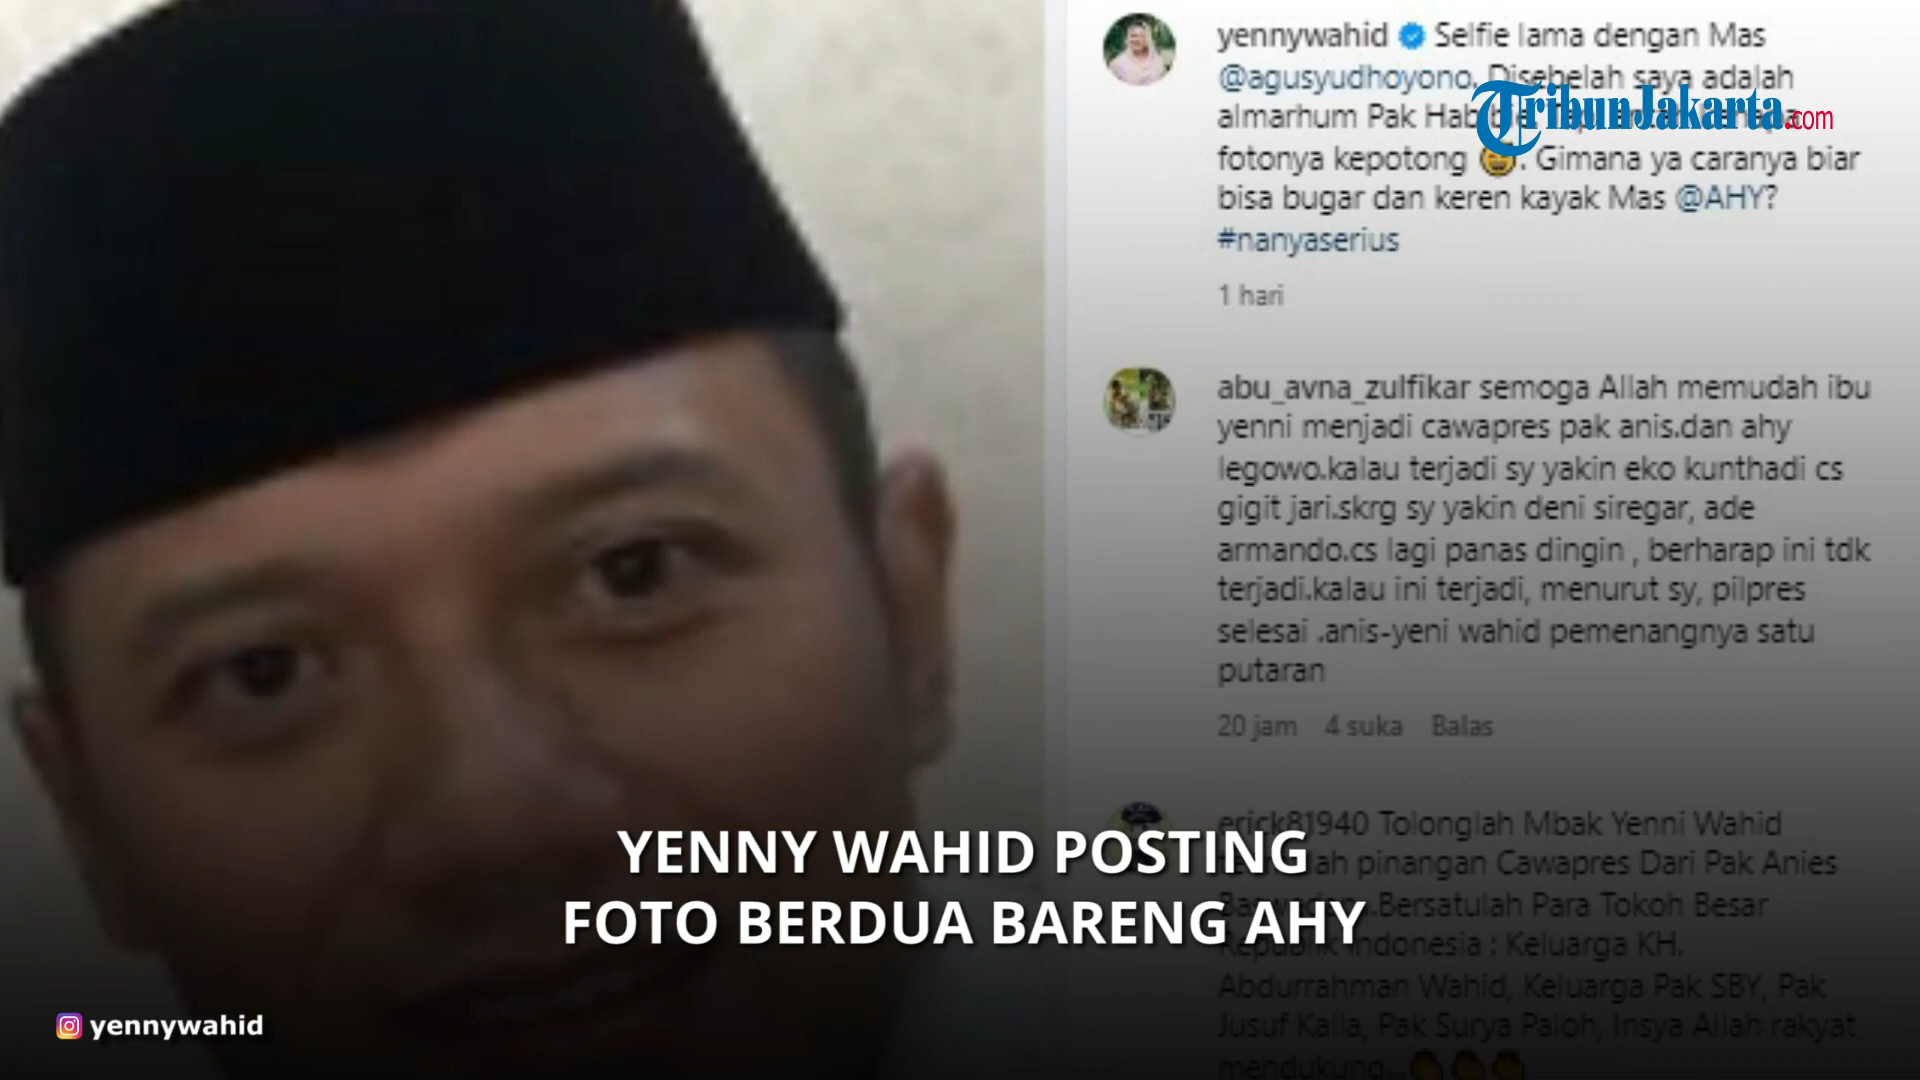 yennywahid Selfie lama dengan Mas
@agusyudhoyono. Disebelah saya adalah
almarhum Pak Habibie.
TribunJakarta.com
fotonya kepotong 😄. Gimana ya caranya biar
bisa bugar dan keren kayak Mas @AHY?
#nanyaserius
1 hari
abu_avna_zulfikar semoga Allah memudah ibu
yenni menjadi cawapres pak anis.dan ahy
legowo.kalau terjadi sy yakin eko kunthadi cs
gigit jari.skrg sy yakin deni siregar, ade
armando.cs lagi panas dingin , berharap ini tdk
terjadi.kalau ini terjadi, menurut sy, pilpres
selesai .anis-yeni wahid pemenangnya satu
putaran
20 jam 4 suka Balas
erick81940 Tolonglah Mbak Yenni Wahid
pinangan Cawapres Dari Pak Anies
Bersatulah Para Tokoh Besar
Republik Indonesia : Keluarga KH.
Abdurrahman Wahid, Keluarga Pak SBY, Pak
Jusuf Kalla, Pak Surya Paloh, Insya Allah rakyat
mendukung...
YENNY WAHID POSTING
FOTO BERDUA BARENG AHY
yennywahid